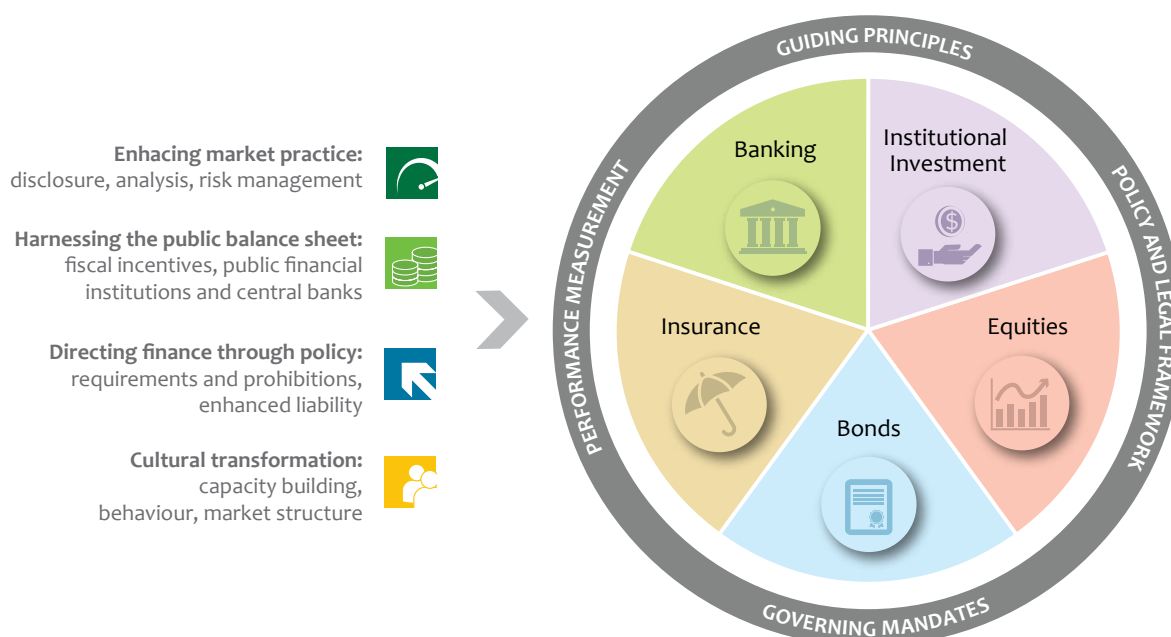 Enhacing market practice:
disclosure, analysis, risk management
Harnessing the public balance sheet:
fiscal incentives, public financial
institutions and central banks
Directing finance through policy:
requirements and prohibitions,
enhanced liability
Cultural transformation:
capacity building,
behaviour, market structure
GUIDING PRINCIPLES
POLICY AND LEGAL FRAMEWORK
GOVERNING MANDATES
PERFORMANCE MEASUREMENT
Banking
Institutional
Investment
$
Insurance
Equities
Bonds